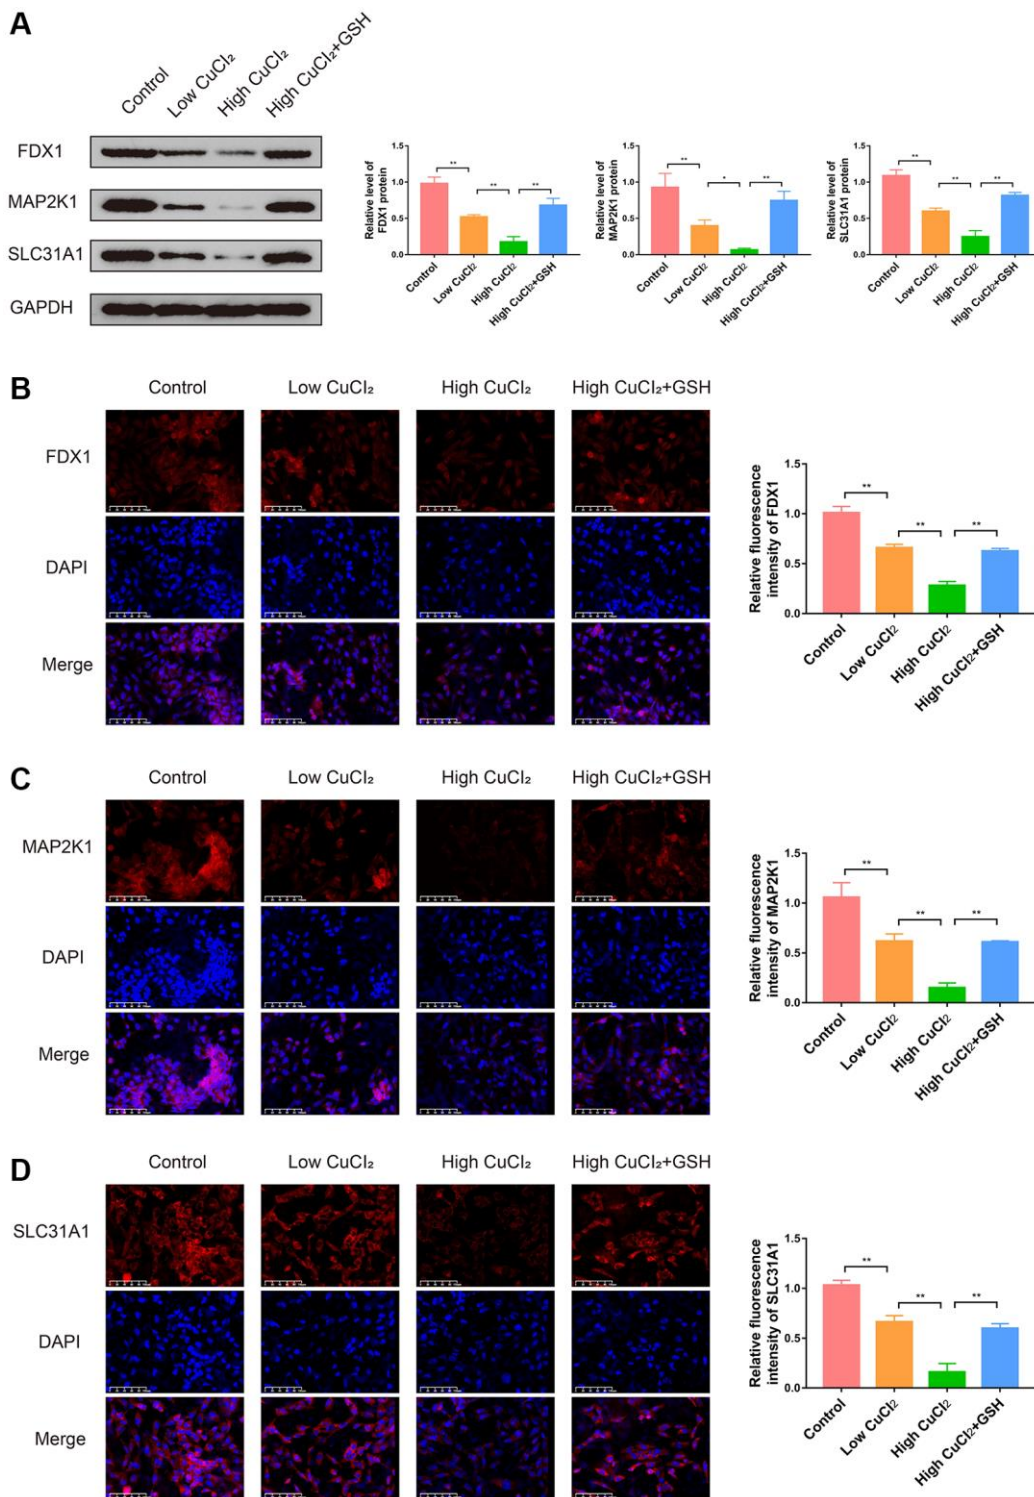 A
Control
Low CuCl₂
High CuCl₂
High CuCl₂+GSH
FDX1
MAP2K1
SLC31A1
GAPDH
Relative level of
FDX1 protein
1.5
1.0
0.5
0.0
**
**
**
Control
Low CuCl₂
High CuCl₂
High CuCl₂+GSH
Relative level of
MAP2K1 protein
1.5
1.0
0.5
0.0
**
*
**
Control
Low CuCl₂
High CuCl₂
High CuCl₂+GSH
Relative level of
SLC31A1 protein
1.5
1.0
0.5
0.0
**
**
**
Control
Low CuCl₂
High CuCl₂
High CuCl₂+GSH
B
Control
Low CuCl₂
High CuCl₂
High CuCl₂+GSH
FDX1
DAPI
Merge
Relative fluorescence
intensity of FDX1
1.5
1.0
0.5
0.0
**
**
**
Control
Low CuCl₂
High CuCl₂
High CuCl₂+GSH
C
Control
Low CuCl₂
High CuCl₂
High CuCl₂+GSH
MAP2K1
DAPI
Merge
Relative fluorescence
intensity of MAP2K1
1.5
1.0
0.5
0.0
**
**
**
Control
Low CuCl₂
High CuCl₂
High CuCl₂+GSH
D
Control
Low CuCl₂
High CuCl₂
High CuCl₂+GSH
SLC31A1
DAPI
Merge
Relative fluorescence
intensity of SLC31A1
1.5
1.0
0.5
0.0
**
**
**
Control
Low CuCl₂
High CuCl₂
High CuCl₂+GSH